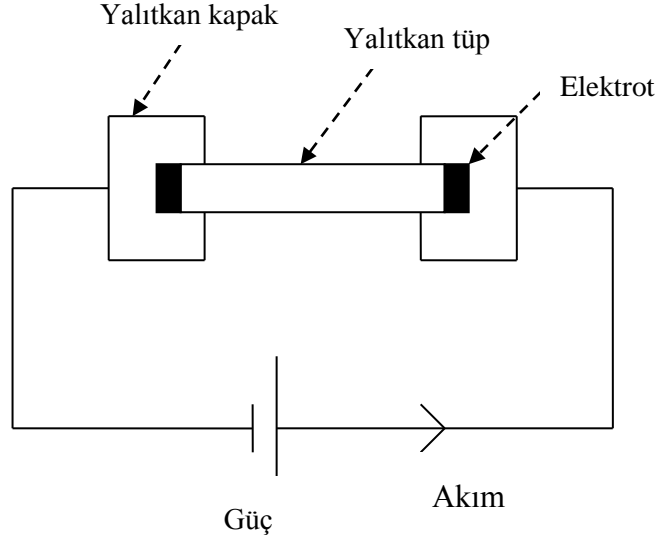 Yalıtkan kapak
Yalıtkan tüp
Elektrot
Akım
Güç